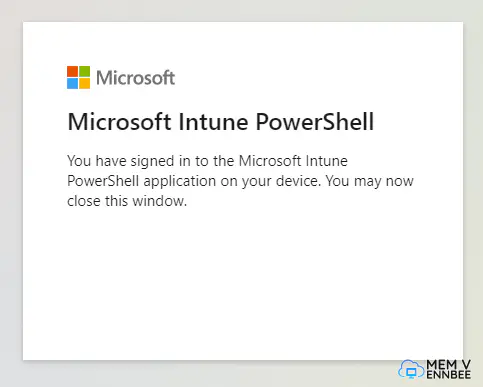 Microsoft
Microsoft Intune PowerShell
You have signed in to the Microsoft Intune
PowerShell application on your device. You may now
close this window.
MEM V
ENNBEE